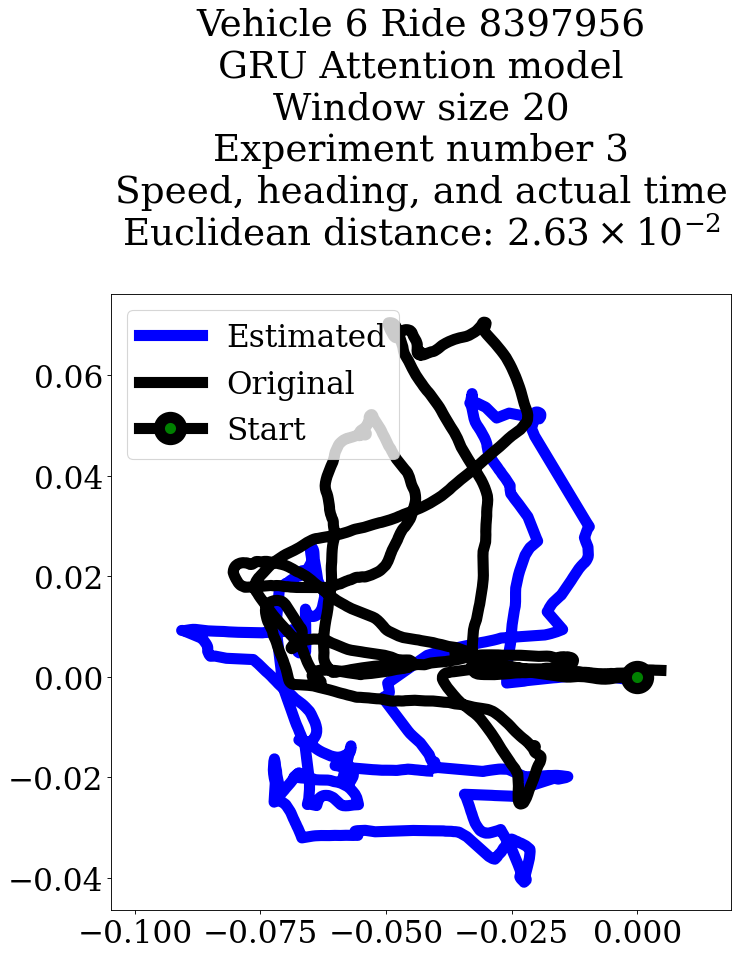 Vehicle 6 Ride 8397956
GRU Attention model
Window size 20
Experiment number 3
Speed, heading, and actual time
Euclidean distance: 2.63 × 10⁻²
Estimated
Original
Start
0.06
0.04
0.02
0.00
−0.02
−0.04
−0.100 −0.075 −0.050 −0.025 0.000